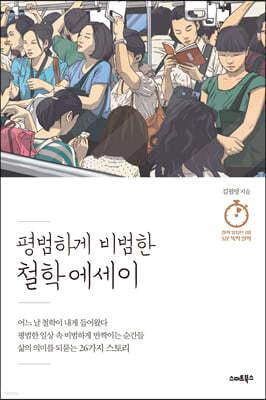 김필영 지음
평범하게 비범한
철학 에세이
어느 날 철학이 내게 들어왔다
평범한 일상 속 비범하게 반짝이는 순간들
삶의 의미를 되묻는 26가지 스토리
스마트북스